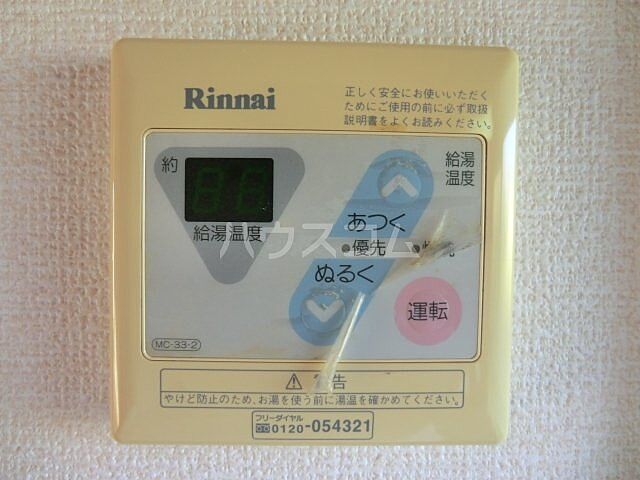 Rinnai
正しく安全にお使いいただく
ためにご使用の前に必ず取扱
説明書をよくお読みください。
約
給湯
温度
給湯温度
あつく
優先
ハウスコム
ぬるく
運転
MC-33-2
やけど防止のため、お湯を使う前に湯温を確かめてください。
フリーダイヤル
0120-054321